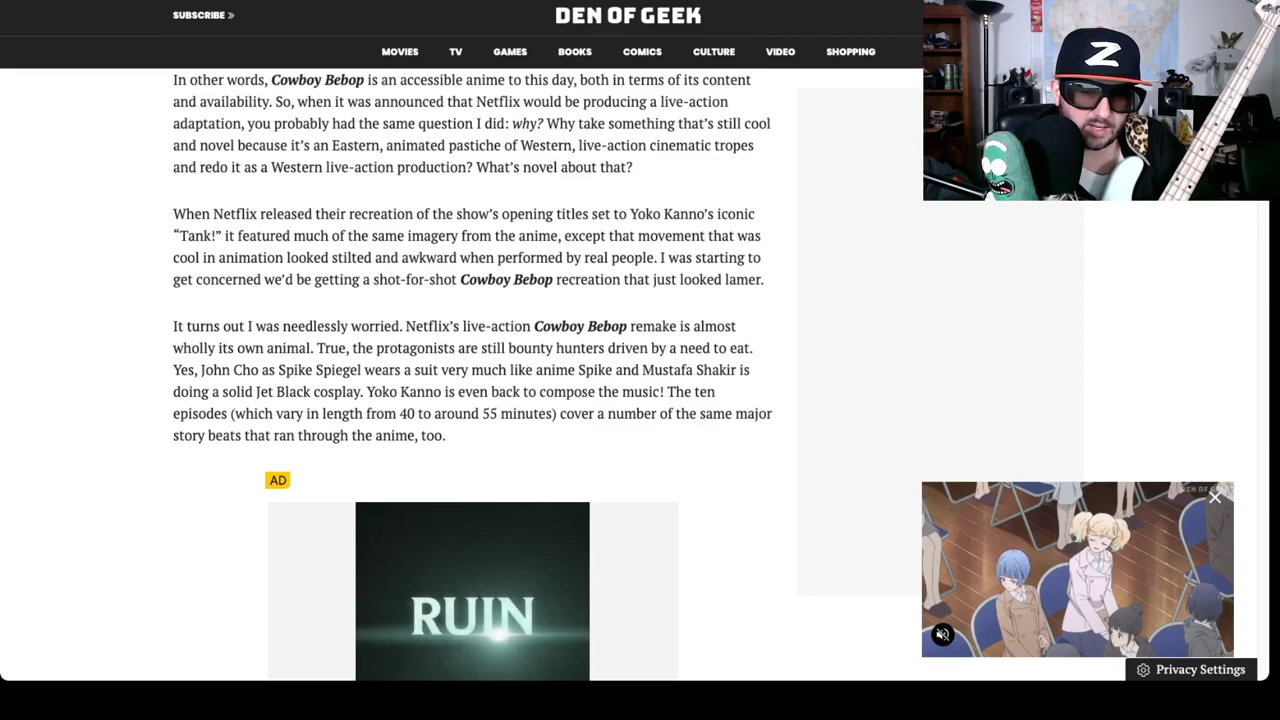 SUBSCRIBE »
DEN OF GEEK
MOVIES TV GAMES BOOKS COMICS CULTURE VIDEO SHOPPING
Z
In other words, Cowboy Bebop is an accessible anime to this day, both in terms of its content
and availability. So, when it was announced that Netflix would be producing a live-action
adaptation, you probably had the same question I did: why? Why take something that’s still cool
and novel because it’s an Eastern, animated pastiche of Western, live-action cinematic tropes
and redo it as a Western live-action production? What’s novel about that?
When Netflix released their recreation of the show’s opening titles set to Yoko Kanno’s iconic
“Tank!” it featured much of the same imagery from the anime, except that movement that was
cool in animation looked stilted and awkward when performed by real people. I was starting to
get concerned we’d be getting a shot-for-shot Cowboy Bebop recreation that just looked lamer.
It turns out I was needlessly worried. Netflix’s live-action Cowboy Bebop remake is almost
wholly its own animal. True, the protagonists are still bounty hunters driven by a need to eat.
Yes, John Cho as Spike Spiegel wears a suit very much like anime Spike and Mustafa Shakir is
doing a solid Jet Black cosplay. Yoko Kanno is even back to compose the music! The ten
episodes (which vary in length from 40 to around 55 minutes) cover a number of the same major
story beats that ran through the anime, too.
AD
RUIN
DEN OF GEEK
Privacy Settings